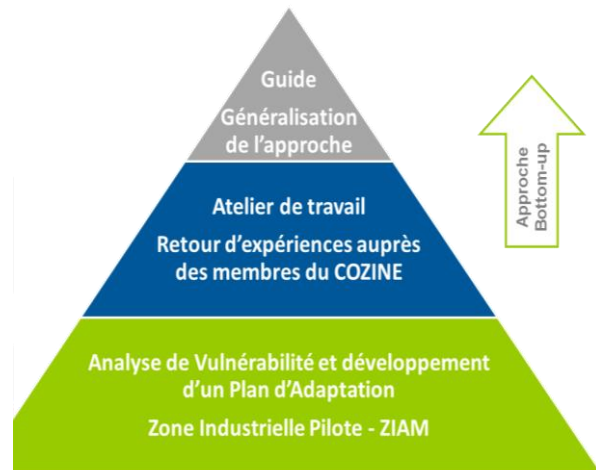 Guide
Généralisation
de l'approche
Atelier de travail
Retour d'expériences auprès
des membres du COZINE
Analyse de Vulnérabilité et développement
d'un Plan d'Adaptation
Zone Industrielle Pilote - ZIAM
Approche
Bottom-up